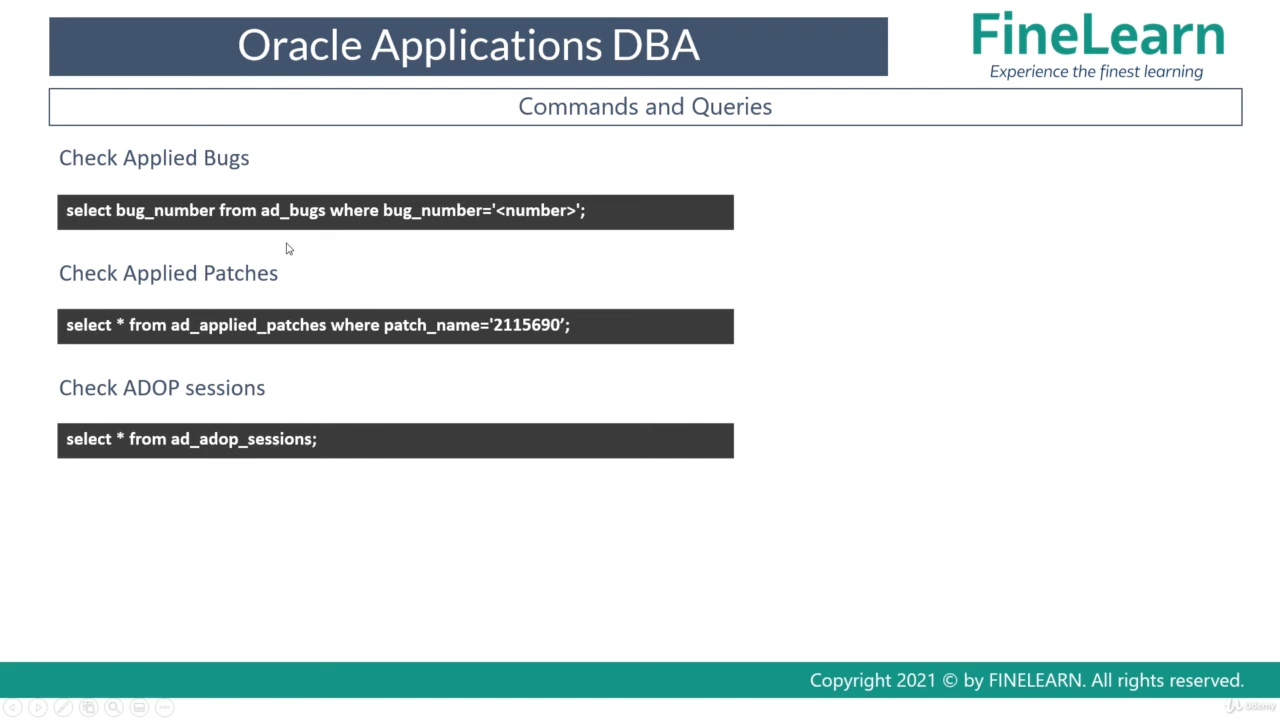 Oracle Applications DBA
FineLearn
Experience the finest learning
Commands and Queries
Check Applied Bugs
select bug_number from ad_bugs where bug_number='<number>';
Check Applied Patches
select * from ad_applied_patches where patch_name='2115690’;
Check ADOP sessions
select * from ad_adop_sessions;
Copyright 2021 © by FINELEARN. All rights reserved.
Udemy